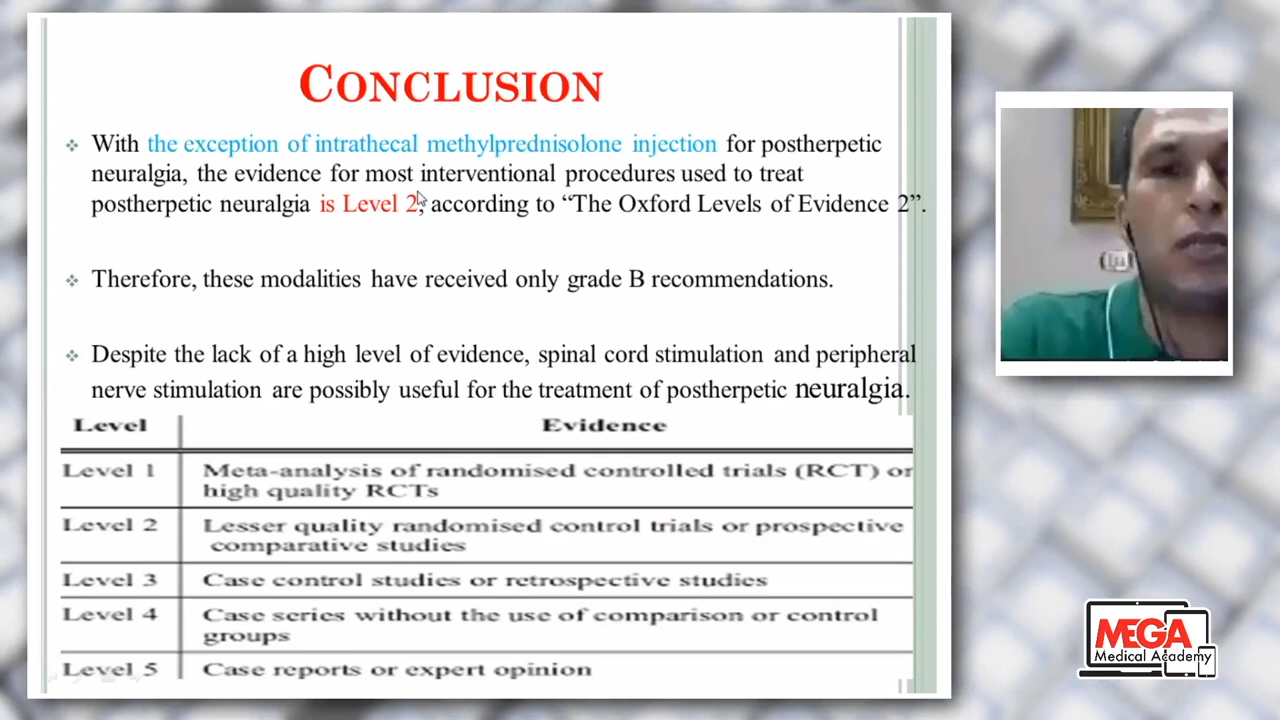 CONCLUSION
With the exception of intrathecal methylprednisolone injection for postherpetic
neuralgia, the evidence for most interventional procedures used to treat
postherpetic neuralgia is Level 2, according to “The Oxford Levels of Evidence 2”.
Therefore, these modalities have received only grade B recommendations.
Despite the lack of a high level of evidence, spinal cord stimulation and peripheral
nerve stimulation are possibly useful for the treatment of postherpetic neuralgia.
Level Evidence
Level 1 Meta-analysis of randomised controlled trials (RCT) or
high quality RCTs
Level 2 Lesser quality randomised control trials or prospective
comparative studies
Level 3 Case control studies or retrospective studies
Level 4 Case series without the use of comparison or control
groups
Level 5 Case reports or expert opinion
MEGA
Medical Academy